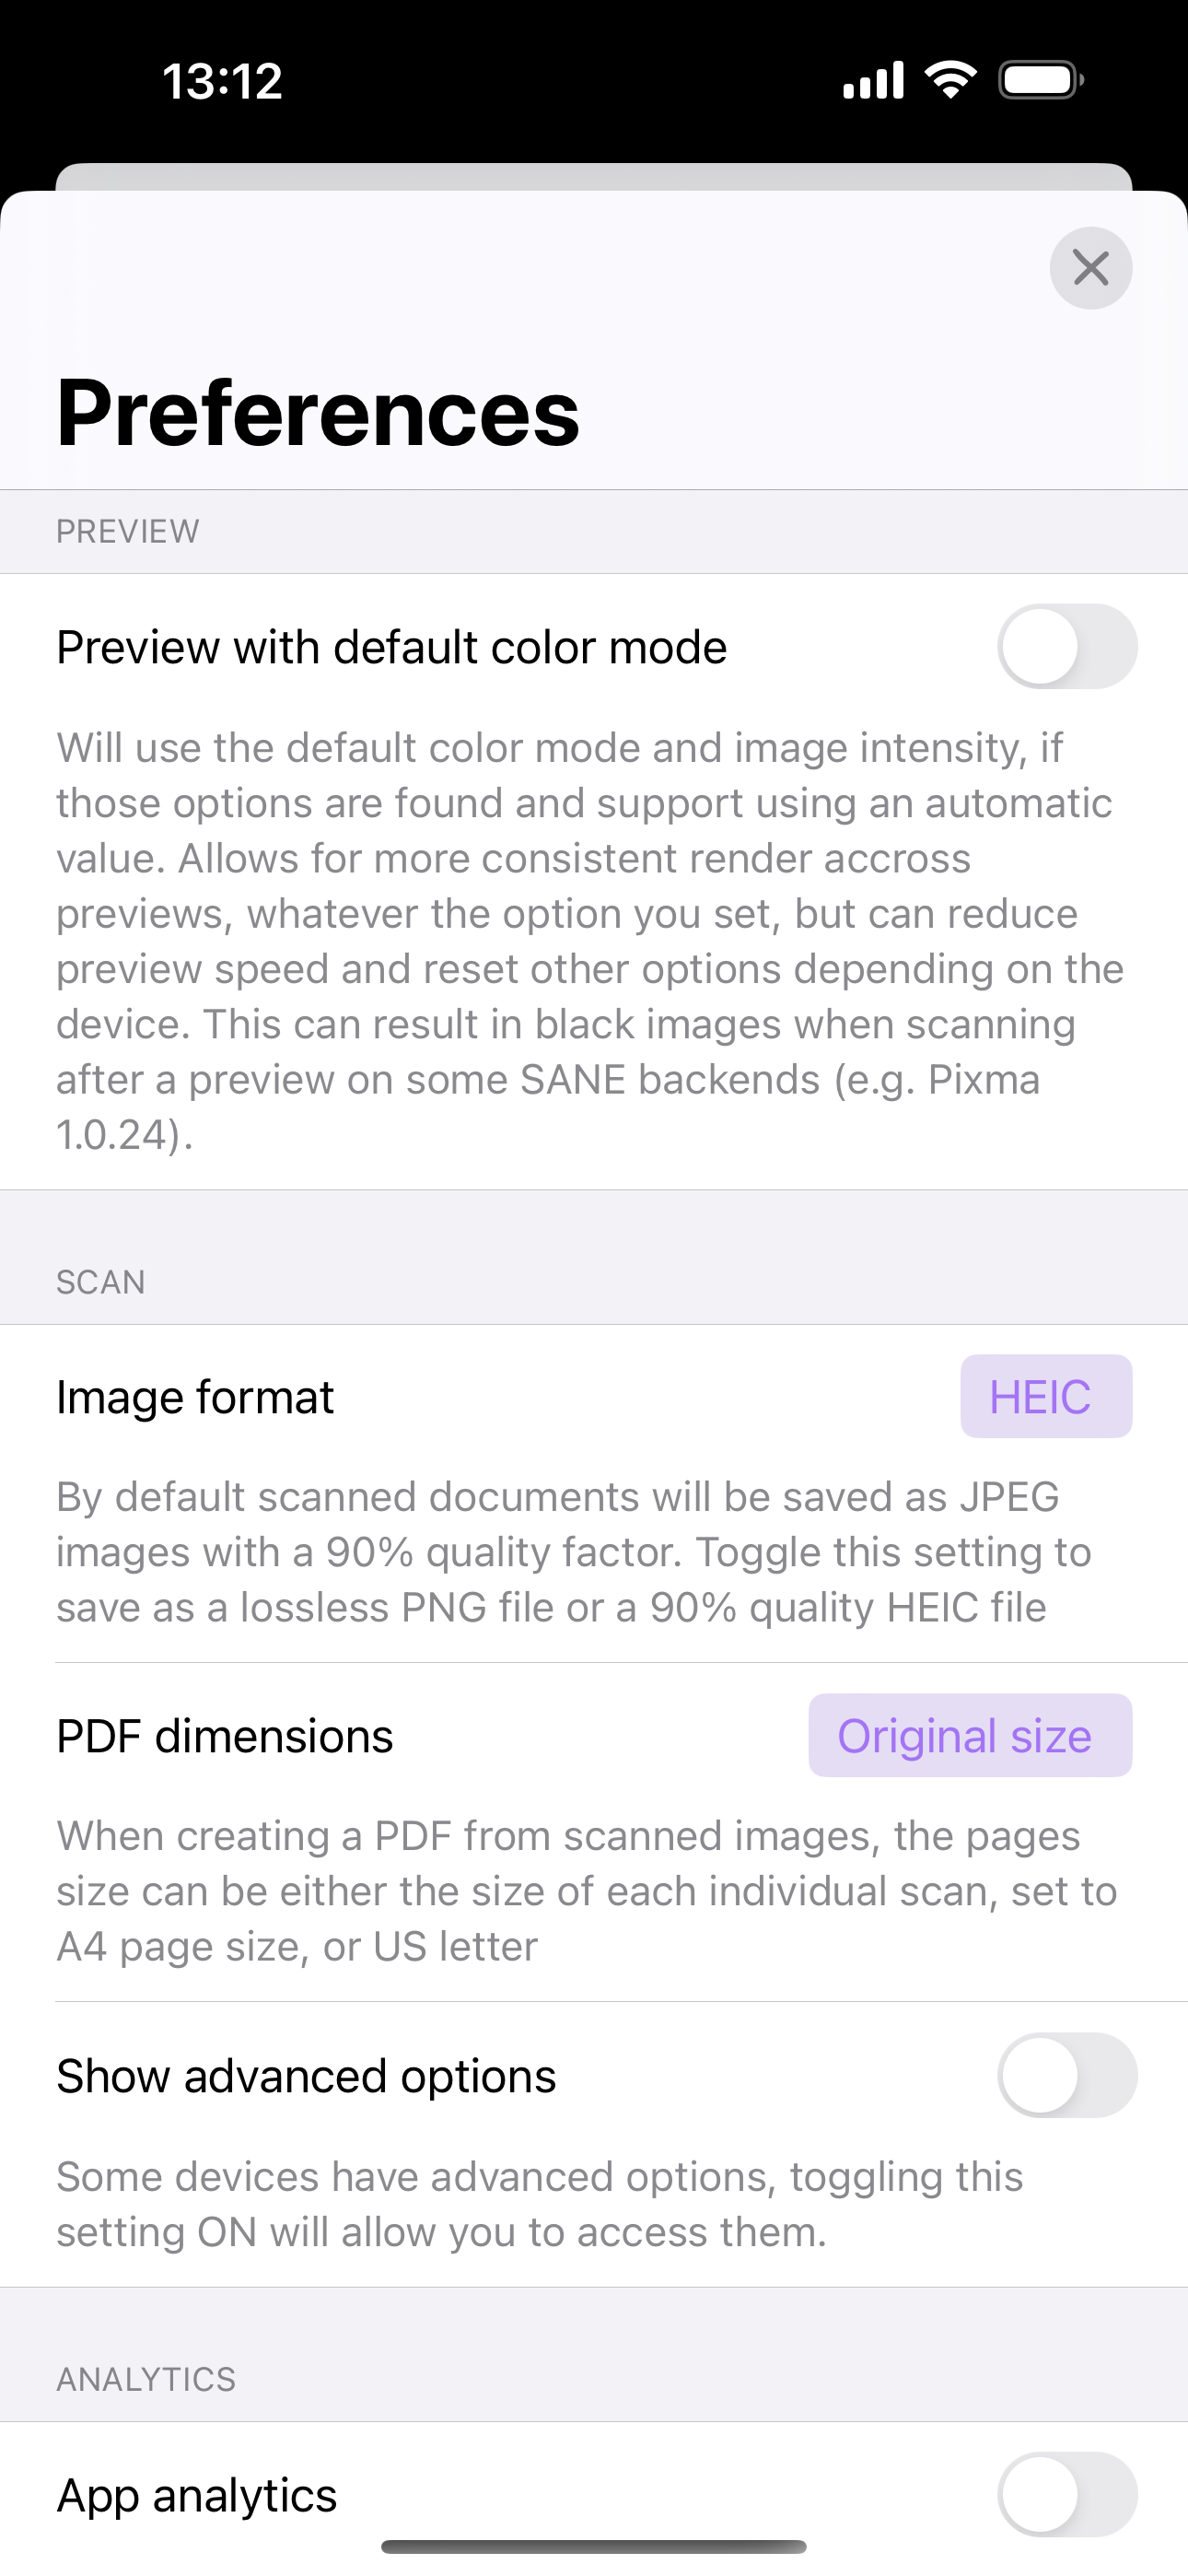 13:12
Preferences
PREVIEW
Preview with default color mode
Will use the default color mode and image intensity, if
those options are found and support using an automatic
value. Allows for more consistent render accross
previews, whatever the option you set, but can reduce
preview speed and reset other options depending on the
device. This can result in black images when scanning
after a preview on some SANE backends (e.g. Pixma
1.0.24).
SCAN
Image format HEIC
By default scanned documents will be saved as JPEG
images with a 90% quality factor. Toggle this setting to
save as a lossless PNG file or a 90% quality HEIC file
PDF dimensions Original size
When creating a PDF from scanned images, the pages
size can be either the size of each individual scan, set to
A4 page size, or US letter
Show advanced options
Some devices have advanced options, toggling this
setting ON will allow you to access them.
ANALYTICS
App analytics